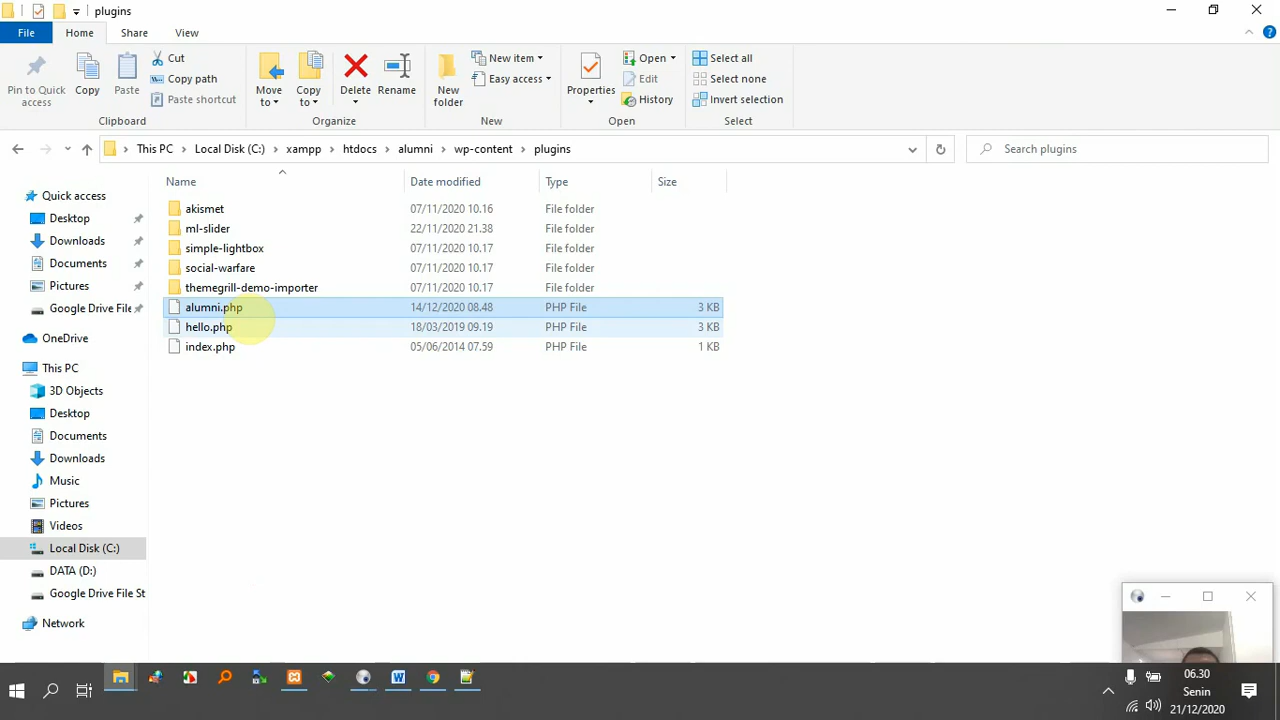 plugins
File Home Share View
Pin to Quick access
Copy
Paste
Cut
Copy path
Paste shortcut
Clipboard
Move to
Copy to
Delete
Rename
Organize
New folder
New item
Easy access
New
Properties
Open
Edit
History
Open
Select all
Select none
Invert selection
Select
This PC > Local Disk (C:) > xampp > htdocs > alumni > wp-content > plugins
Search plugins
Name Date modified Type Size
akismet 07/11/2020 10.16 File folder
ml-slider 22/11/2020 21.38 File folder
simple-lightbox 07/11/2020 10.17 File folder
social-warfare 07/11/2020 10.17 File folder
themegrill-demo-importer 07/11/2020 10.17 File folder
alumni.php 14/12/2020 08.48 PHP File 3 KB
hello.php 18/03/2019 09.19 PHP File 3 KB
index.php 05/06/2014 07.59 PHP File 1 KB
Quick access
Desktop
Downloads
Documents
Pictures
Google Drive File
OneDrive
This PC
3D Objects
Desktop
Documents
Downloads
Music
Pictures
Videos
Local Disk (C:)
DATA (D:)
Google Drive File St
Network
06.30
Senin
21/12/2020